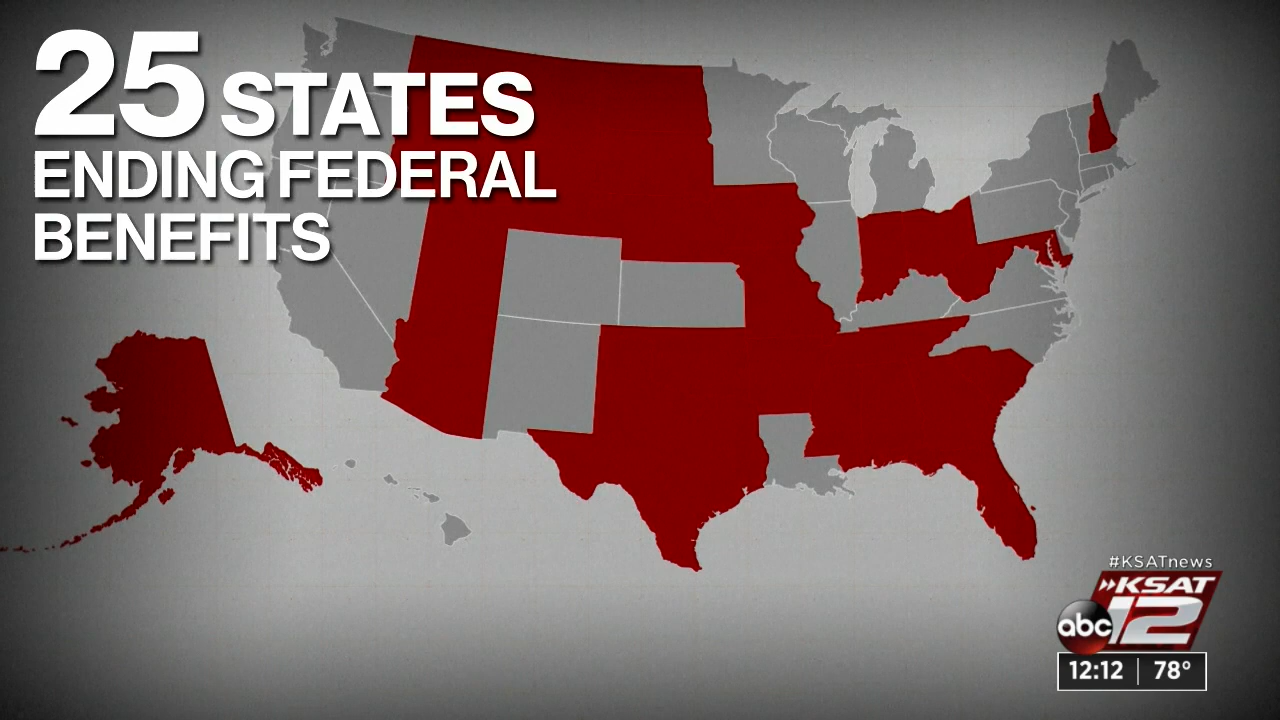 25 STATES
ENDING FEDERAL
BENEFITS
#KSATnews
KSAT
abc 12
12:12 78°